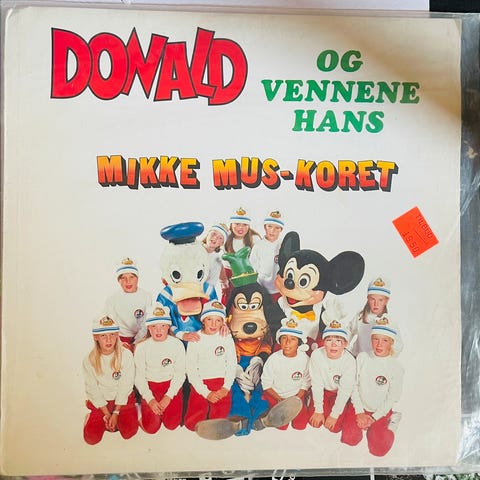 DONALD
OG
VENNENE
HANS
MIKKE MUS-KORET